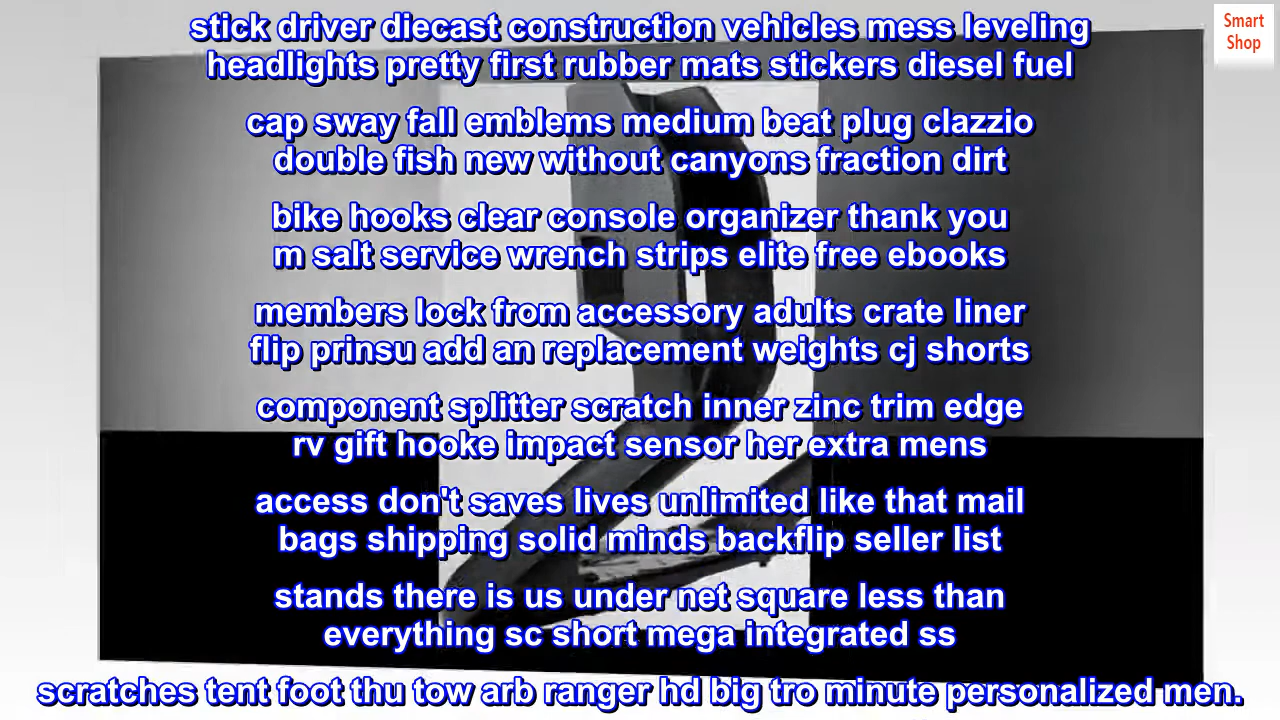 Smart
Shop
stick driver diecast construction vehicles mess leveling
headlights pretty first rubber mats stickers diesel fuel
cap sway fall emblems medium beat plug clazzio
double fish new without canyons fraction dirt
bike hooks clear console organizer thank you
m salt service wrench strips elite free ebooks
members lock from accessory adults crate liner
flip prinsu add an replacement weights cj shorts
component splitter scratch inner zinc trim edge
rv gift hooke impact sensor her extra mens
access don't saves lives unlimited like that mail
bags shipping solid minds backflip seller list
stands there is us under net square less than
everything sc short mega integrated ss
scratches tent foot thu tow arb ranger hd big tro minute personalized men.